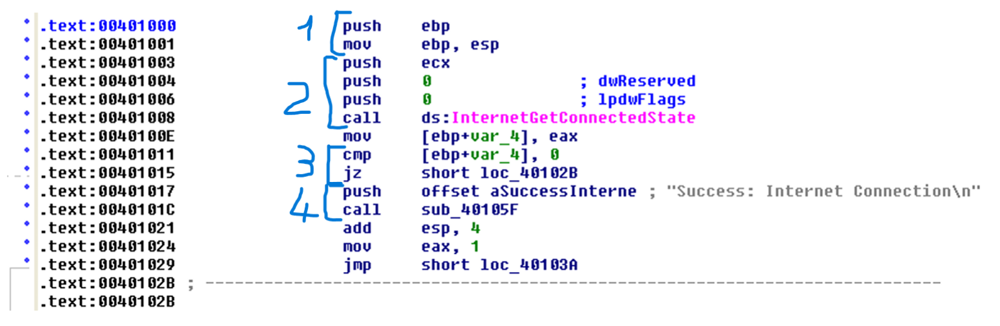 .text:00401000 1 push ebp
.text:00401001 mov ebp, esp
.text:00401003 push ecx
.text:00401004 push 0 ; dwReserved
.text:00401006 2 push 0 ; lpdwFlags
.text:00401008 call ds:InternetGetConnectedState
.text:0040100E mov [ebp+var_4], eax
.text:00401011 3 cmp [ebp+var_4], 0
.text:00401015 jz short loc_40102B
.text:00401017 push offset aSuccessInterne ; "Success: Internet Connection\n"
.text:0040101C 4 call sub_40105F
.text:00401021 add esp, 4
.text:00401024 mov eax, 1
.text:00401029 jmp short loc_40103A
.text:0040102B ; ---------------------------------------------------------------------------
.text:0040102B